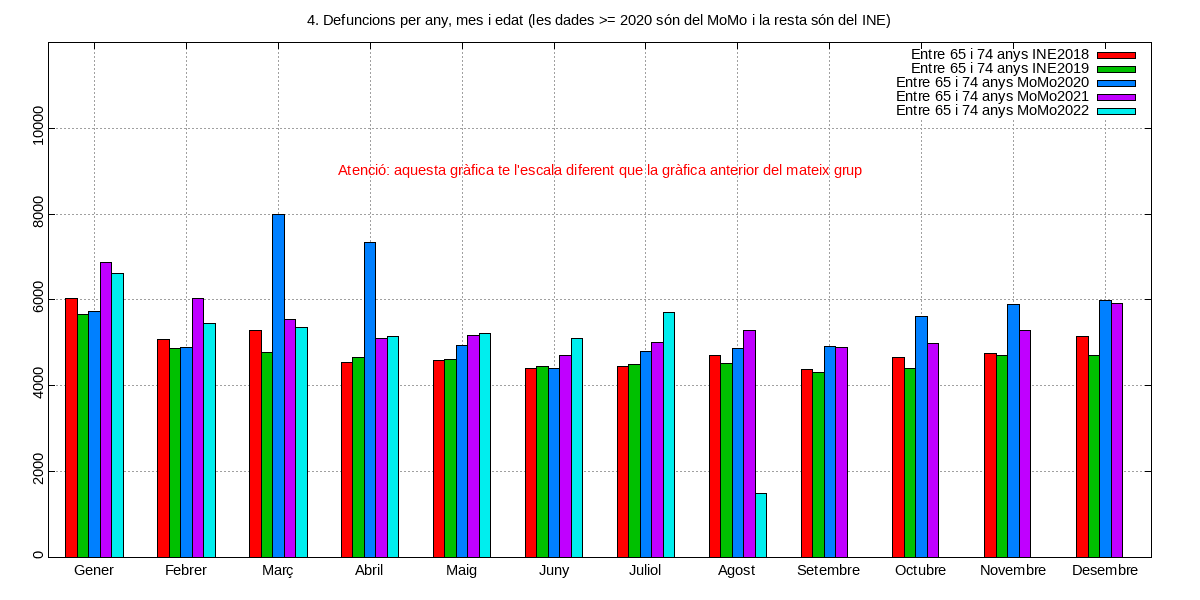 4. Defuncions per any, mes i edat (les dades >= 2020 són del MoMo i la resta són del INE)
Entre 65 i 74 anys INE2018
Entre 65 i 74 anys INE2019
Entre 65 i 74 anys MoMo2020
Entre 65 i 74 anys MoMo2021
Entre 65 i 74 anys MoMo2022
Atenció: aquesta gràfica te l'escala diferent que la gràfica anterior del mateix grup
10000
8000
6000
4000
2000
0
Gener Febrer Març Abril Maig Juny Juliol Agost Setembre Octubre Novembre Desembre